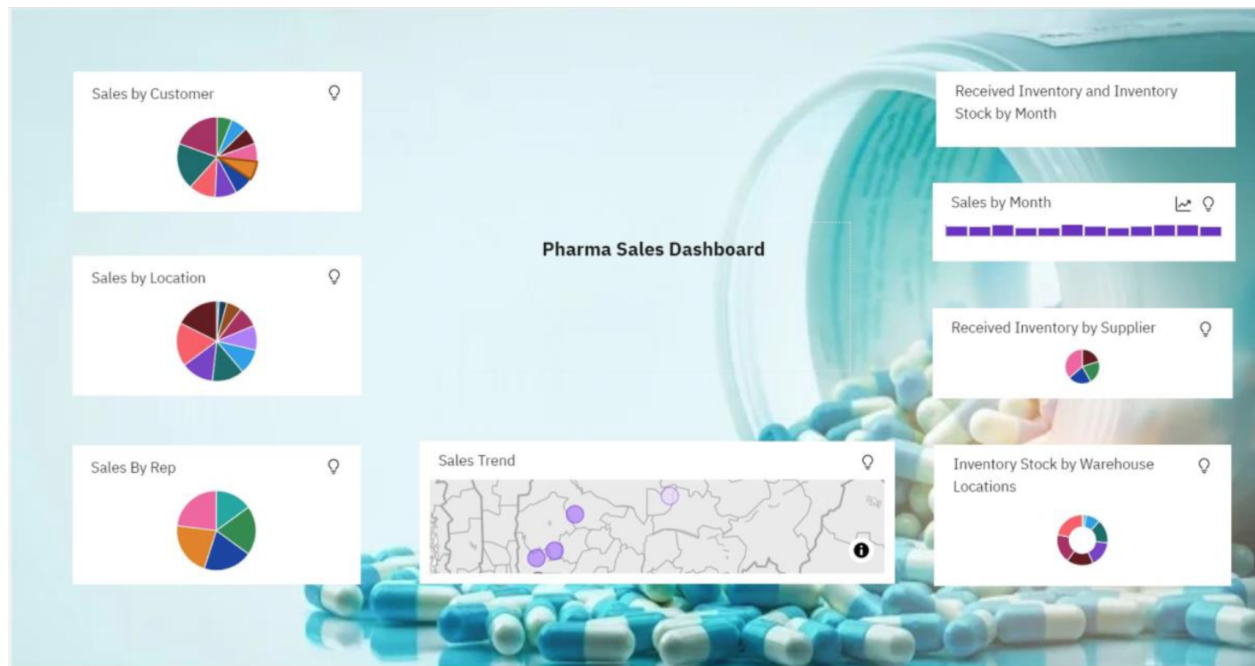 Sales by Customer
Sales by Location
Sales By Rep
Pharma Sales Dashboard
Sales Trend
Received Inventory and Inventory
Stock by Month
Sales by Month
Received Inventory by Supplier
Inventory Stock by Warehouse
Locations